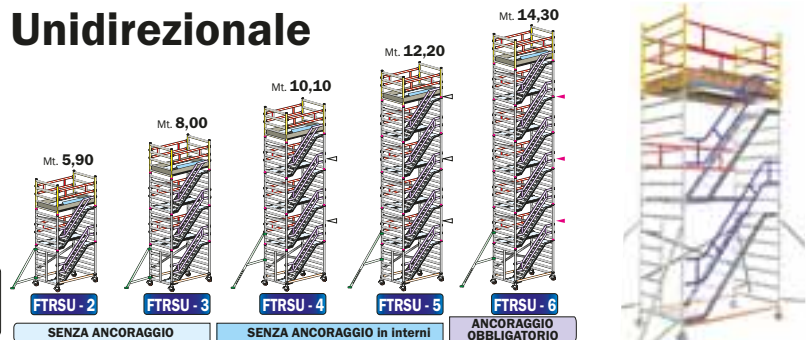 Unidirezionale
Mt. 5,90
Mt. 8,00
Mt. 10,10
Mt. 12,20
Mt. 14,30
FTRSU - 2
FTRSU - 3
FTRSU - 4
FTRSU - 5
FTRSU - 6
SENZA ANCORAGGIO
SENZA ANCORAGGIO in interni
ANCORAGGIO
OBBLIGATORIO